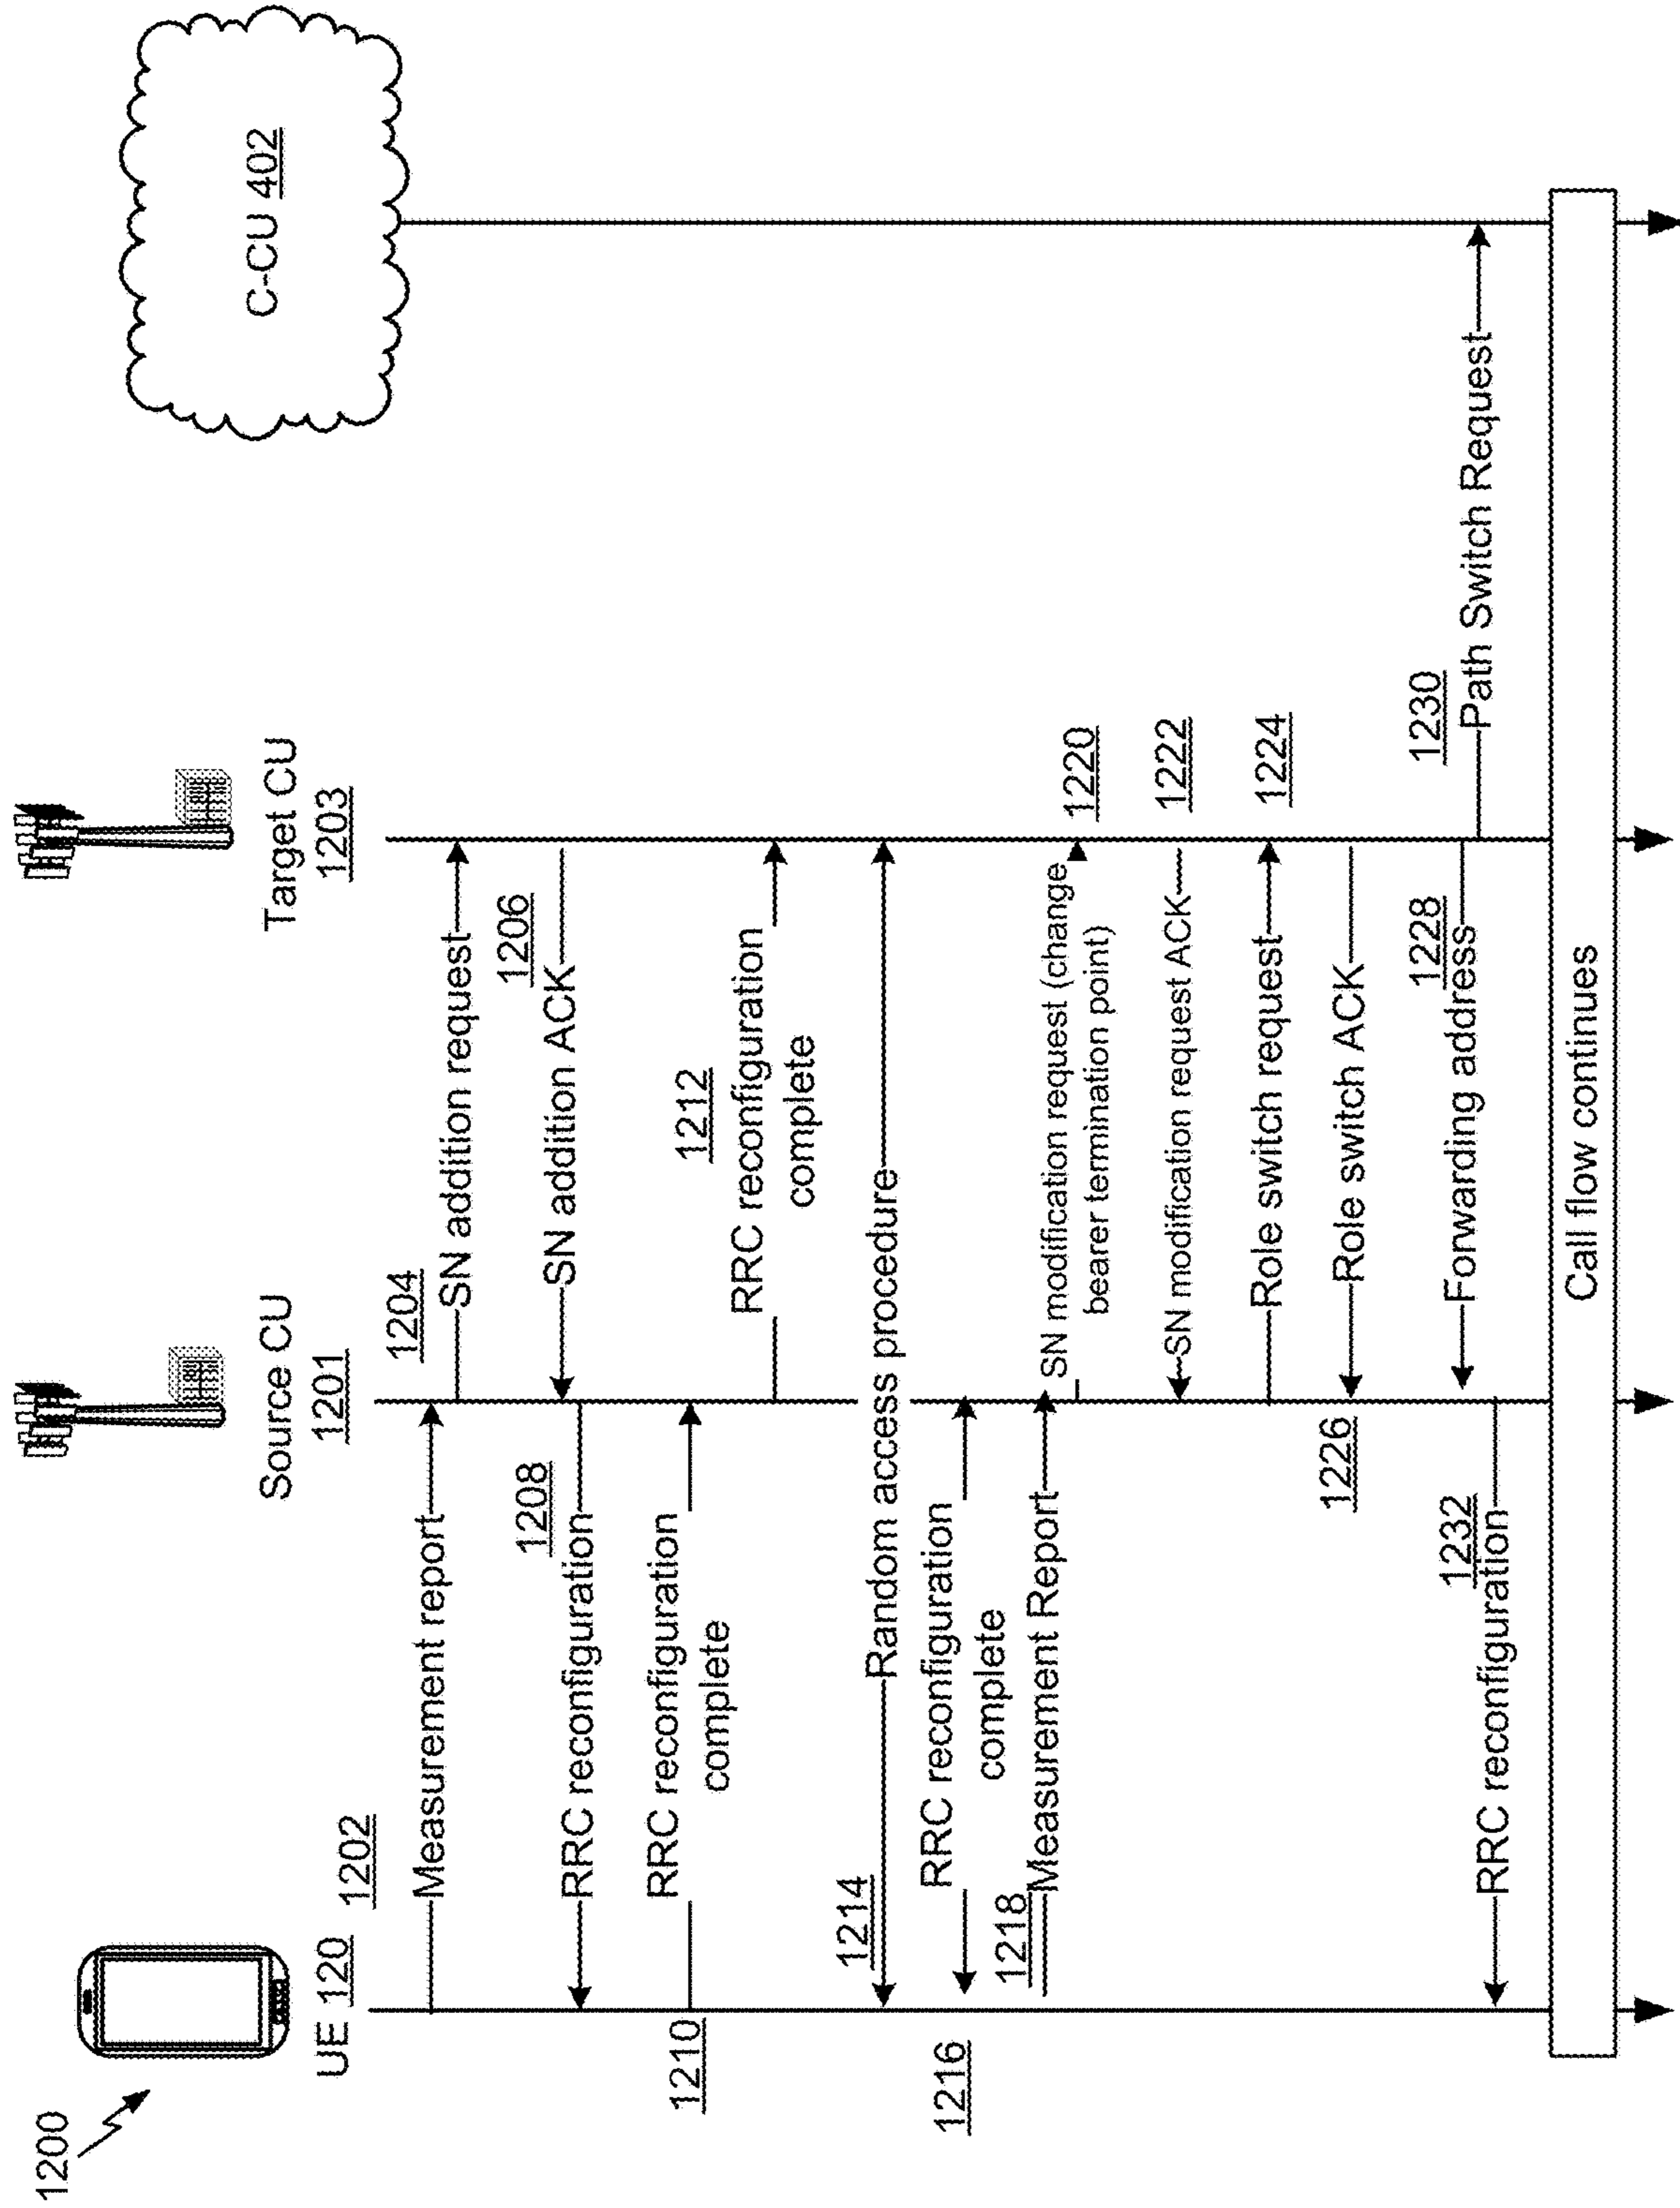 1200
UE 120
Source CU
1201
Target CU
1203
C-CU 402
1202
Measurement report
1204
SN addition request
1206
SN addition ACK
1208
RRC reconfiguration
1210
RRC reconfiguration
complete
1212
RRC reconfiguration
complete
1214
Random access procedure
1216
RRC reconfiguration
complete
1218
Measurement Report
1220
SN modification request (change
bearer termination point)
1222
SN modification request ACK
1224
Role switch request
1226
Role switch ACK
1228
Forwarding address
1230
Path Switch Request
1232
RRC reconfiguration
Call flow continues